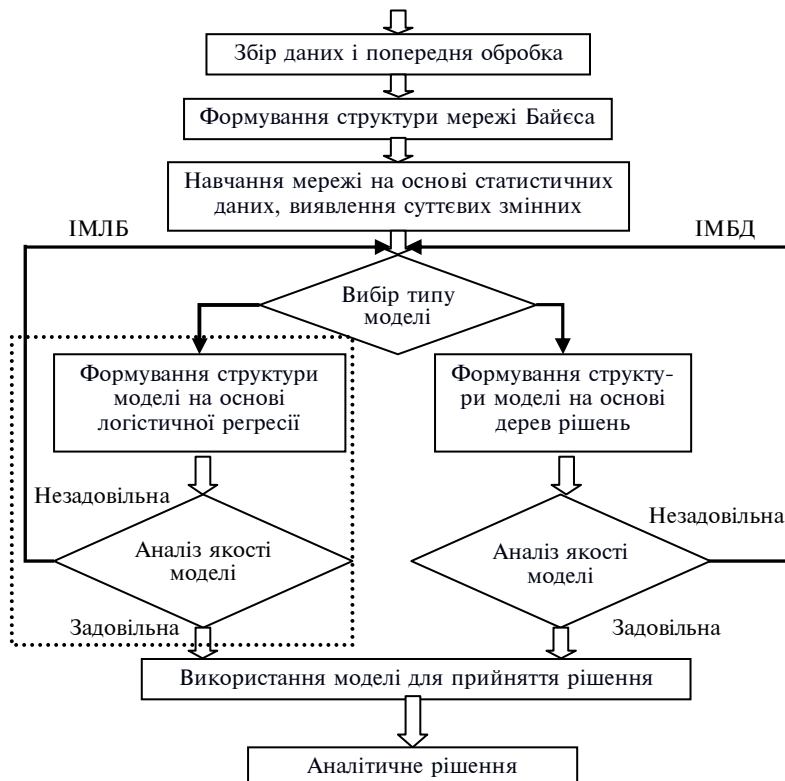 Збір даних і попередня обробка
Формування структури мережі Байєса
Навчання мережі на основі статистичних
даних, виявлення суттєвих змінних
ІМЛБ
ІМБД
Вибір типу
моделі
Формування структури
моделі на основі
логістичної регресії
Формування структу-
ри моделі на основі
дерев рішень
Незадовільна
Незадовільна
Аналіз якості
моделі
Аналіз якості
моделі
Задовільна
Задовільна
Використання моделі для прийняття рішення
Аналітичне рішення